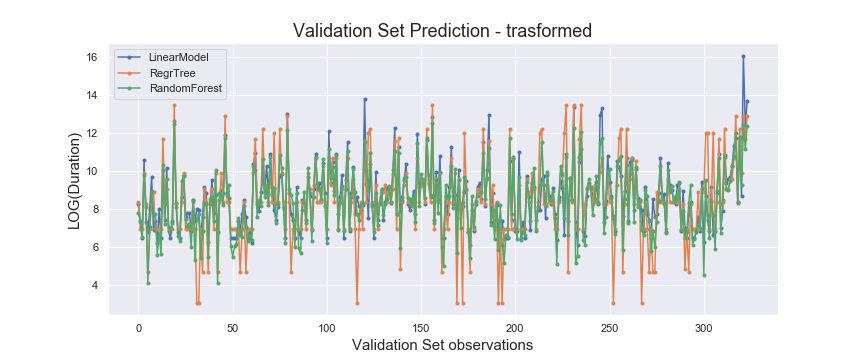 Validation Set Prediction - trasformed
LinearModel
RegrTree
RandomForest
LOG(Duration)
16
14
12
10
8
6
4
0
50
100
150
200
250
300
Validation Set observations